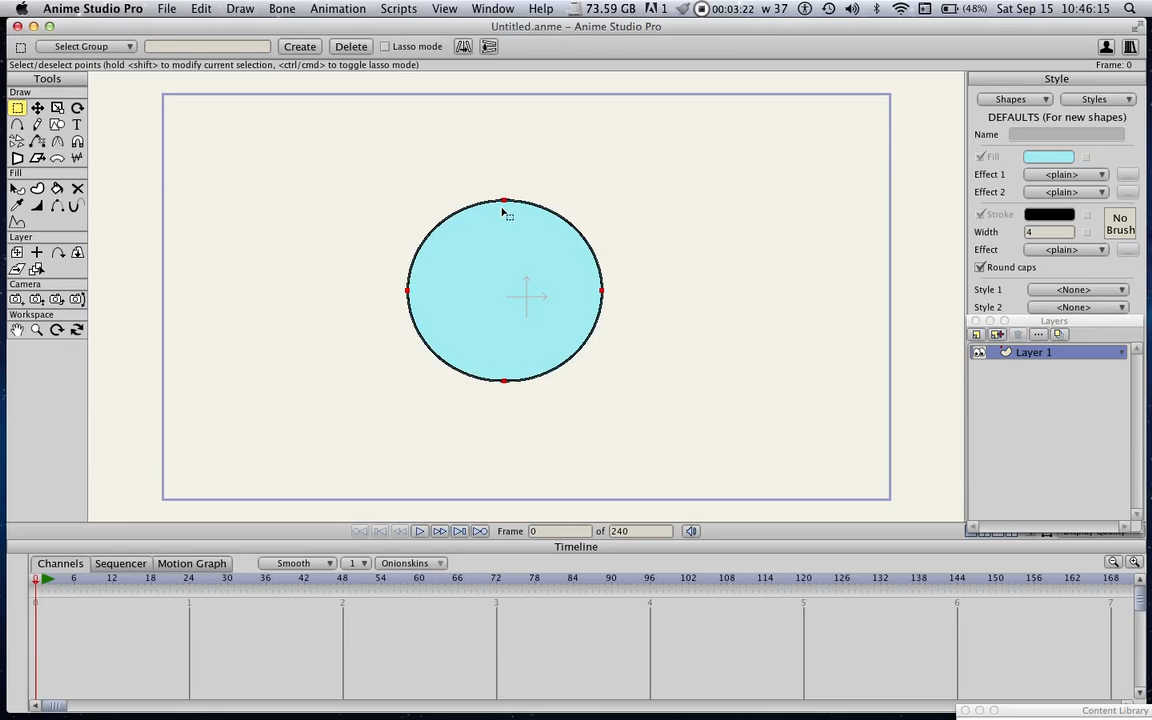 Anime Studio Pro File Edit Draw Bone Animation Scripts View Window Help 73.59 GB 1 00:03:22 w 37 (48%) Sat Sep 15 10:46:15
Untitled.anme - Anime Studio Pro
Select Group Create Delete Lasso mode
Select/deselect points (hold <shift> to modify current selection, <ctrl/cmd> to toggle lasso mode) Frame: 0
Tools
Draw
T
Fill
Layer
Camera
Workspace
Style
Shapes Styles
DEFAULTS (For new shapes)
Name
Fill
Effect 1 <plain> ...
Effect 2 <plain> ...
Stroke
Width 4
No
Brush
Effect <plain> ...
Round caps
Style 1 <None>
Style 2 <None>
Layers
Layer 1
Frame 0 of 240
Timeline
Channels Sequencer Motion Graph Smooth 1 Onionskins
0 6 12 18 24 30 36 42 48 54 60 66 72 78 84 90 96 102 108 114 120 126 132 138 144 150 156 162 168
0 1 2 3 4 5 6 7
Content Library